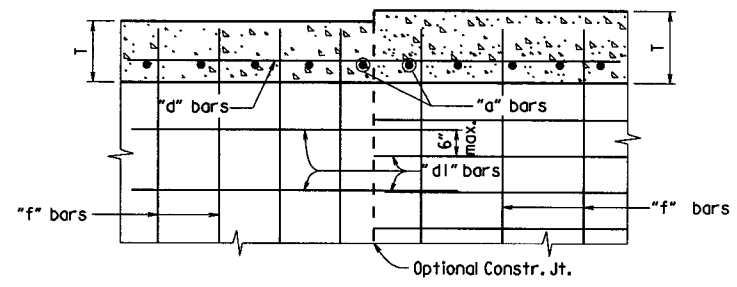 T
T
"d" bars
"a" bars
6"
max.
"d1" bars
"f" bars
"f" bars
Optional Constr. Jt.